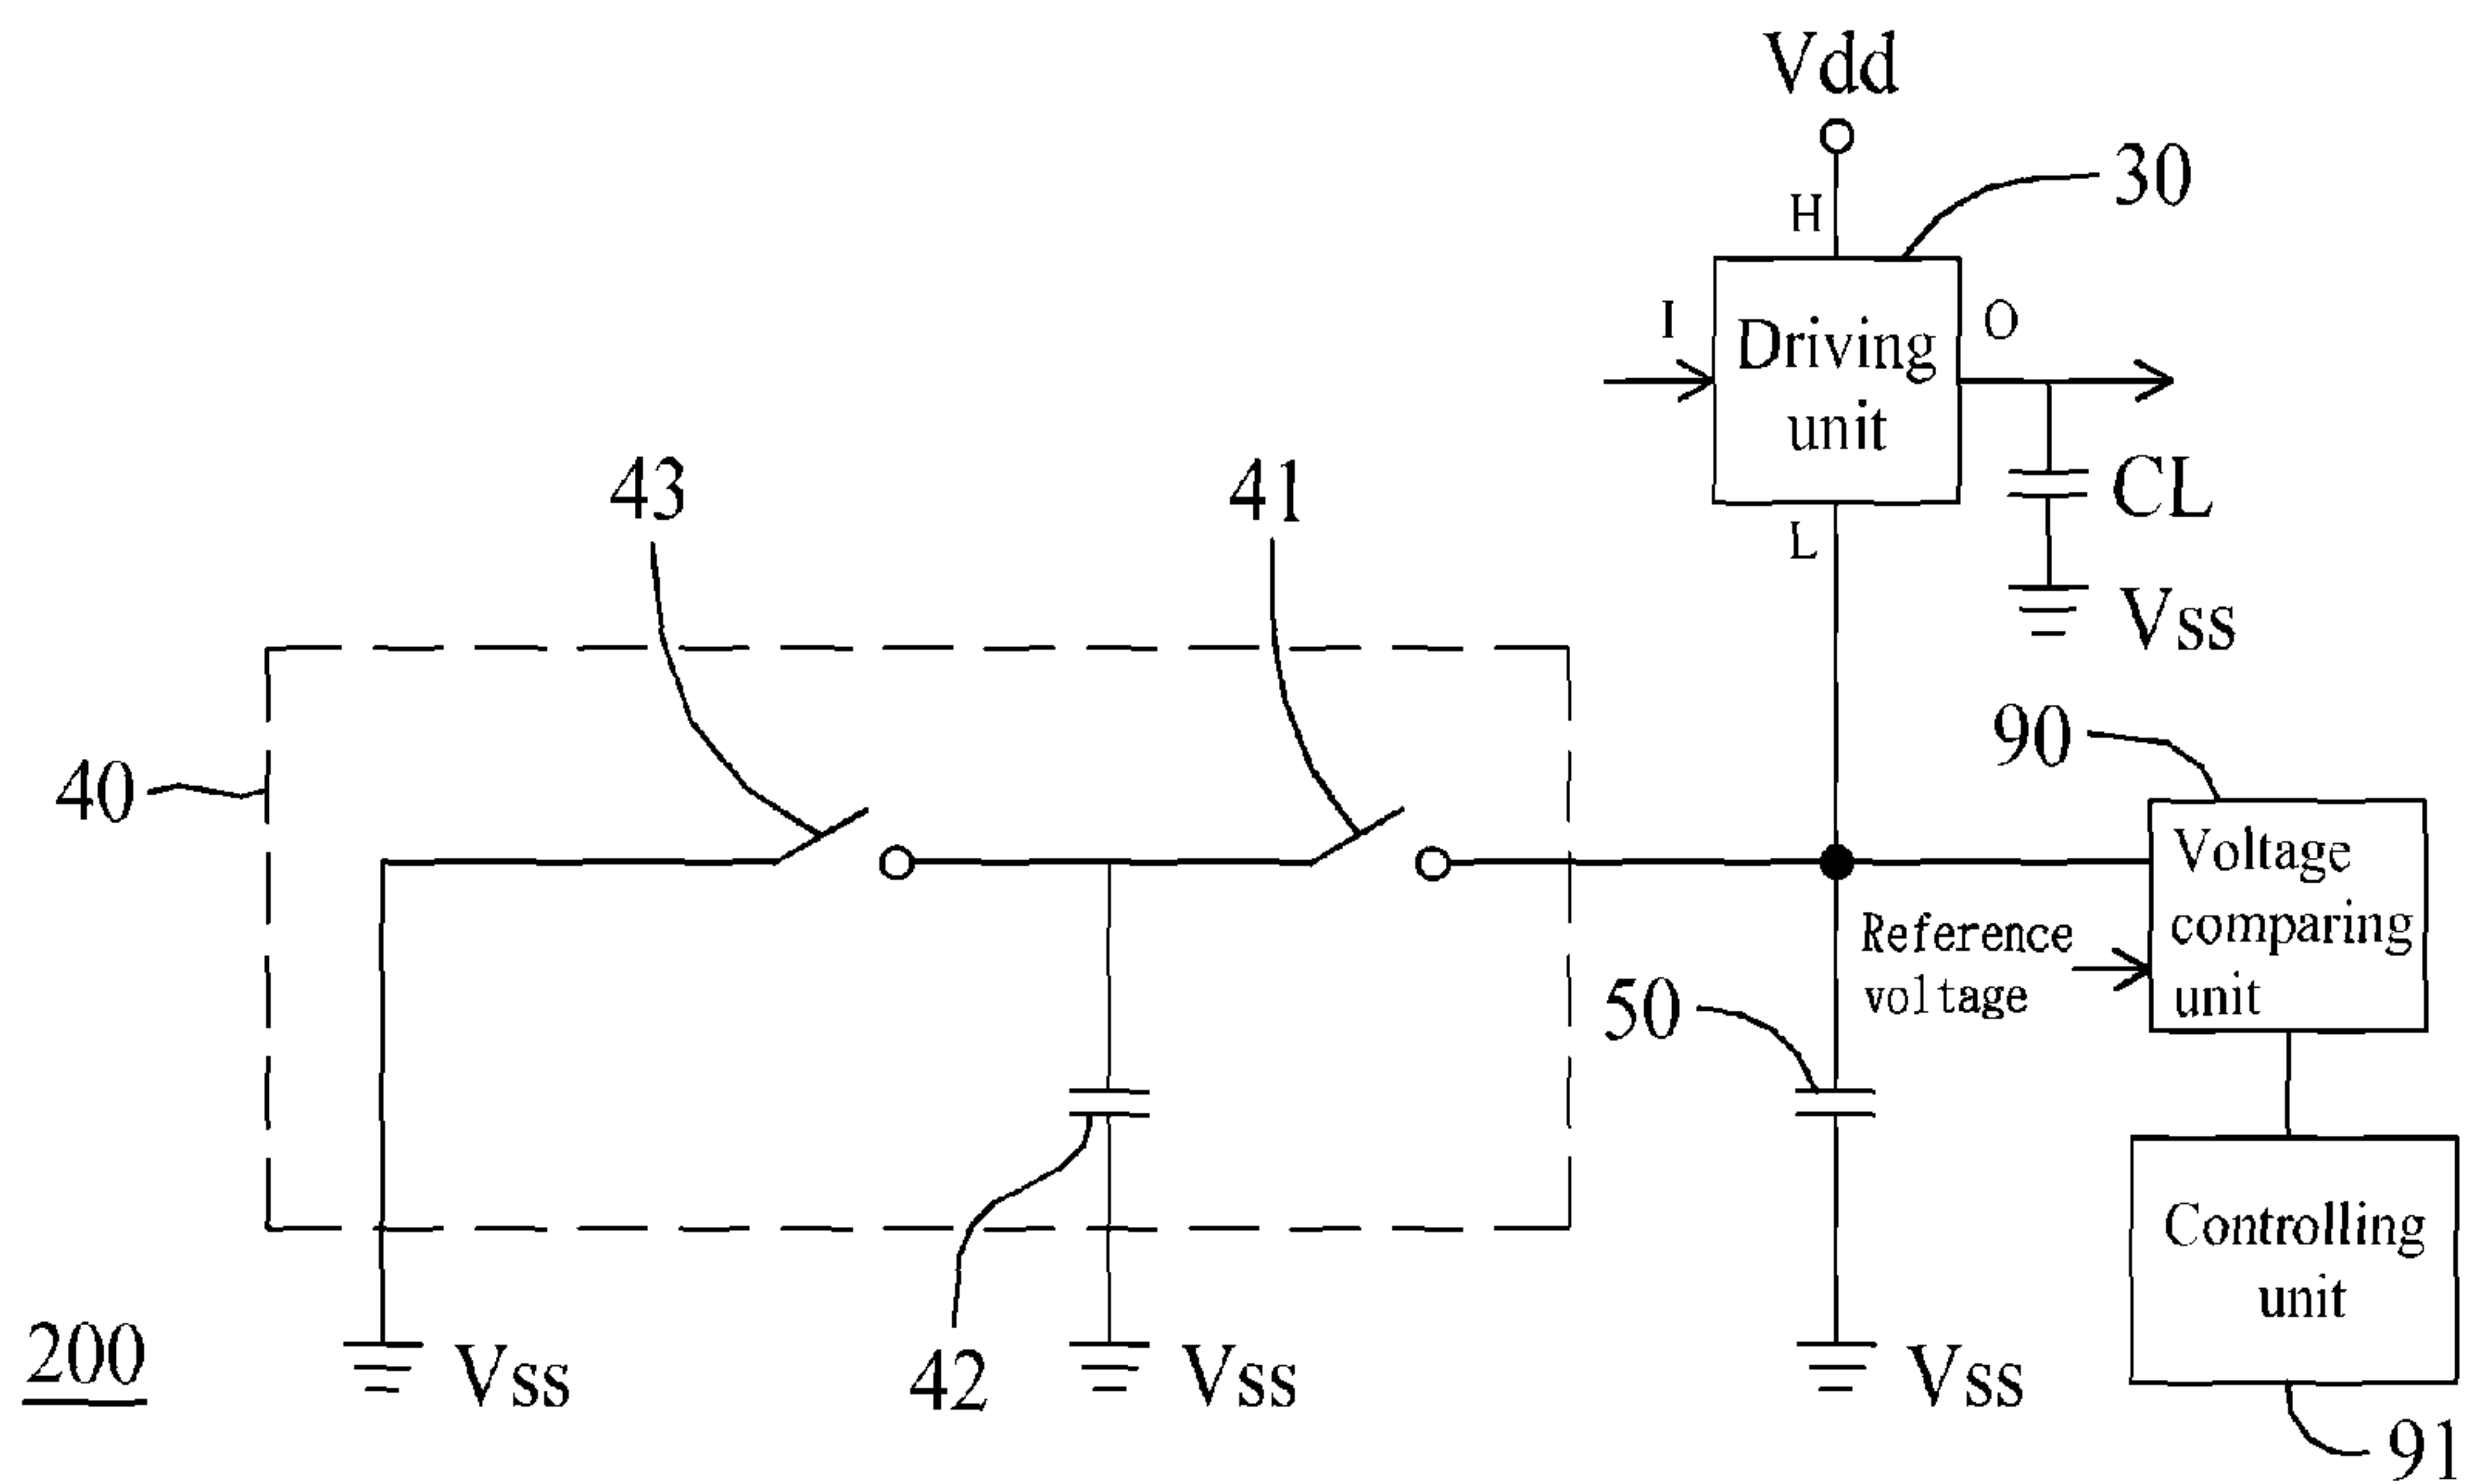 Vdd
30
H
I
Driving
unit
O
L
CL
Vss
43
41
40
90
Voltage
comparing
unit
Reference
voltage
50
42
Controlling
unit
91
200
Vss
Vss
Vss